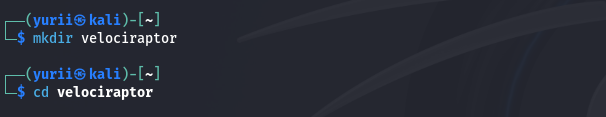 ┌──(yurii㉿kali)-[~]
└─$ mkdir velociraptor
┌──(yurii㉿kali)-[~]
└─$ cd velociraptor